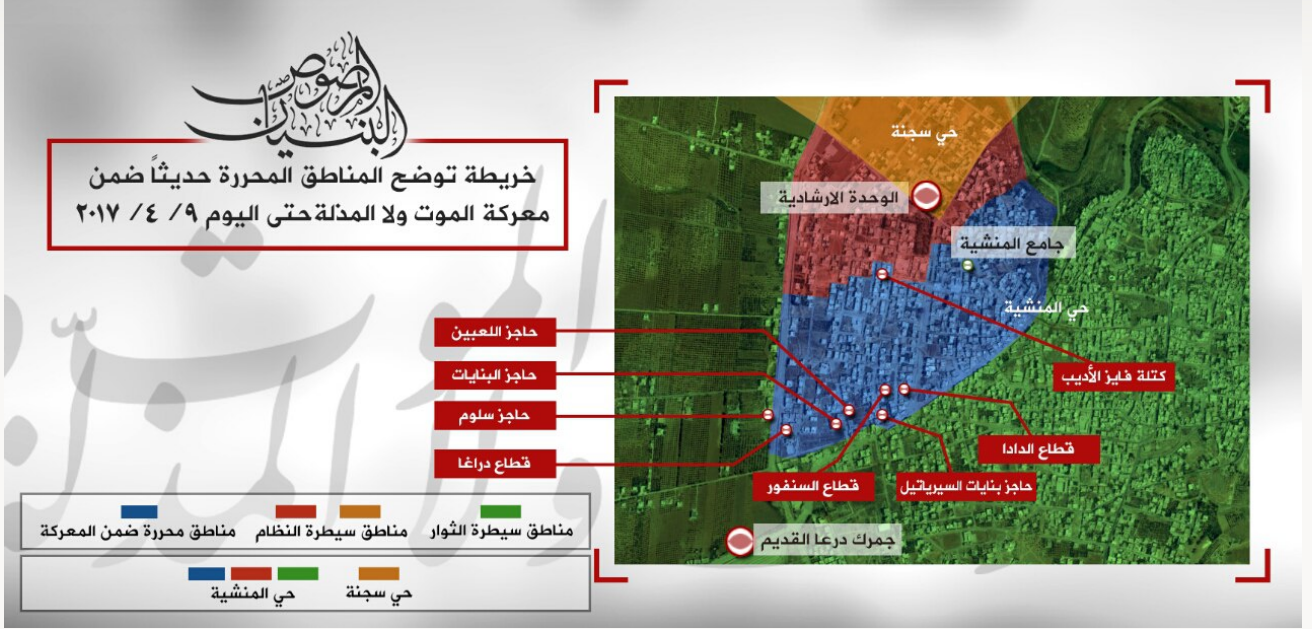 البنيان المرصوص
خريطة توضح المناطق المحررة حديثاً ضمن
معركة الموت ولا المذلة حتى اليوم ٩/ ٤ /٢٠١٧
حي سجنة
الوحدة الارشادية
جامع المنشية
حي المنشية
كتلة فايز الأديب
حاجز اللعبين
حاجز البنايات
حاجز سلوم
قطاع دراغا
قطاع الدادا
قطاع السنفور
حاجز بنايات السيرياتيل
جمرك درعا القديم
مناطق سيطرة الثوار
مناطق سيطرة النظام
مناطق محررة ضمن المعركة
حي سجنة
حي المنشية
الموت
ولا المذلة